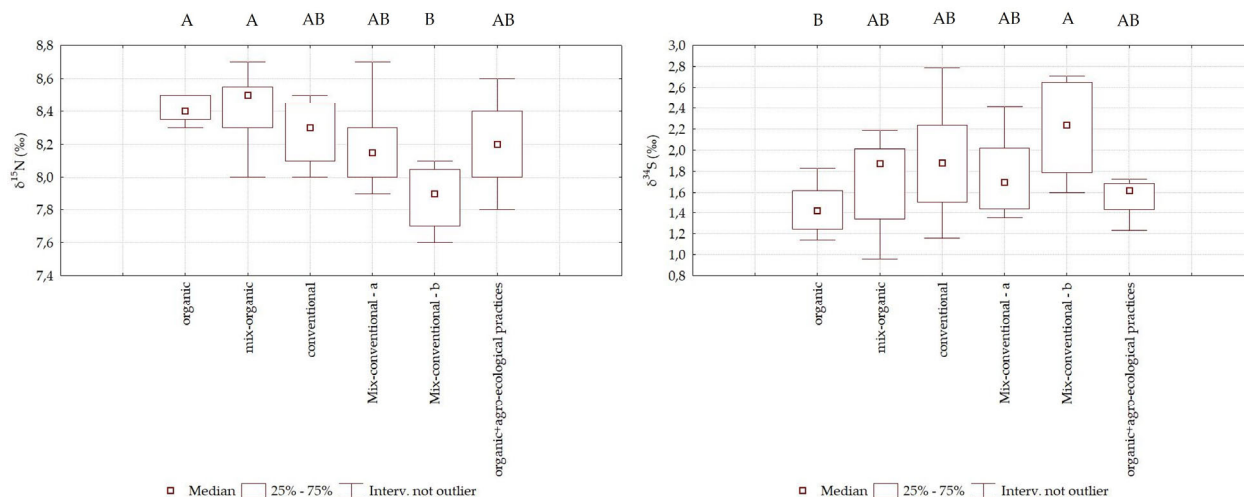 A A AB AB B AB
8,8
8,6
8,4
8,2
8,0
7,8
7,6
7,4
δ¹⁵N (‰)
organic
mix-organic
conventional
Mix-conventional - a
Mix-conventional - b
organic+agro-ecological practices
Median 25% - 75% Interv. not outlier
B AB AB AB A AB
3,0
2,8
2,6
2,4
2,2
2,0
1,8
1,6
1,4
1,2
1,0
0,8
δ³⁴S (‰)
organic
mix-organic
conventional
Mix-conventional - a
Mix-conventional - b
organic+agro-ecological practices
Median 25% - 75% Interv. not outlier